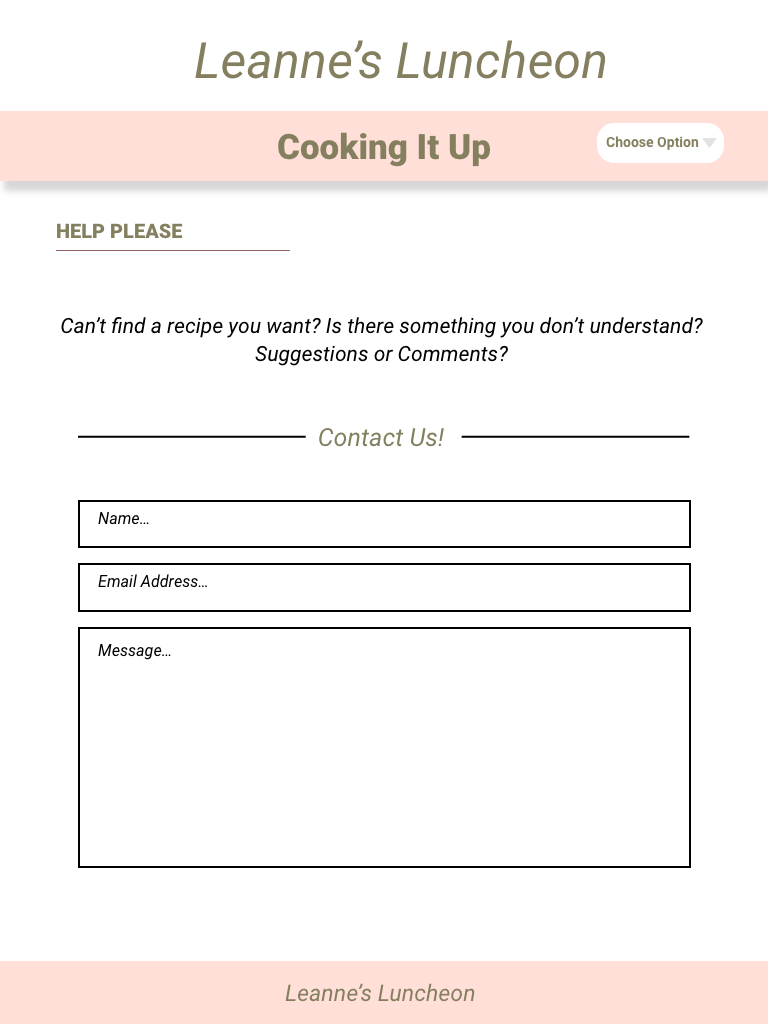 Leanne’s Luncheon
Cooking It Up
Choose Option
HELP PLEASE
Can’t find a recipe you want? Is there something you don’t understand?
Suggestions or Comments?
Contact Us!
Name...
Email Address...
Message...
Leanne’s Luncheon